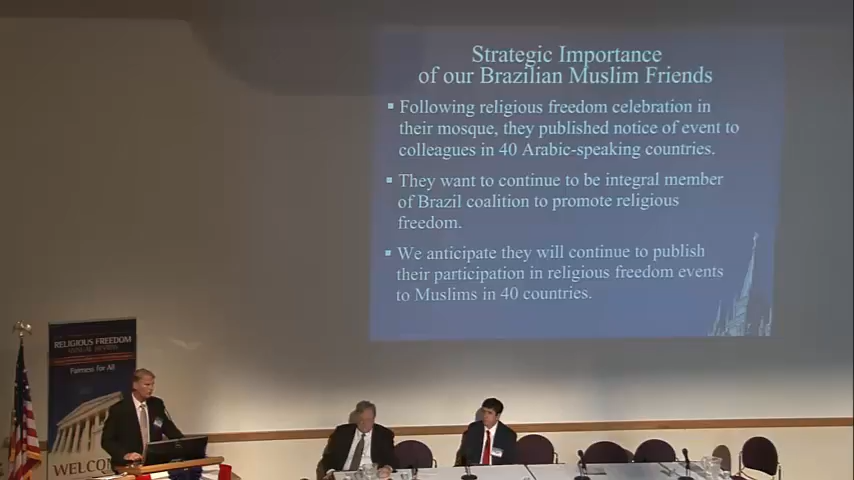 Strategic Importance
of our Brazilian Muslim Friends
▪ Following religious freedom celebration in
their mosque, they published notice of event to
colleagues in 40 Arabic-speaking countries.
▪ They want to continue to be integral member
of Brazil coalition to promote religious
freedom.
▪ We anticipate they will continue to publish
their participation in religious freedom events
to Muslims in 40 countries.
RELIGIOUS FREEDOM
ANNUAL REVIEW
Fairness for All
WELCO